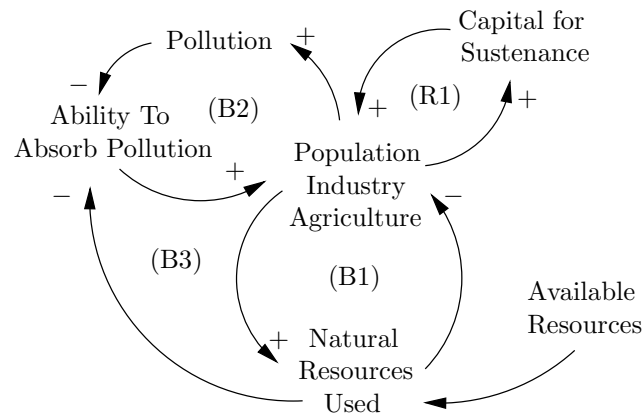 Capital for
Sustenance
Pollution
+
+
−
(B2)
(R1)
+
+
Ability To
Absorb Pollution
Population
Industry
Agriculture
+
−
−
(B3)
(B1)
Available
Resources
+
Natural
Resources
Used